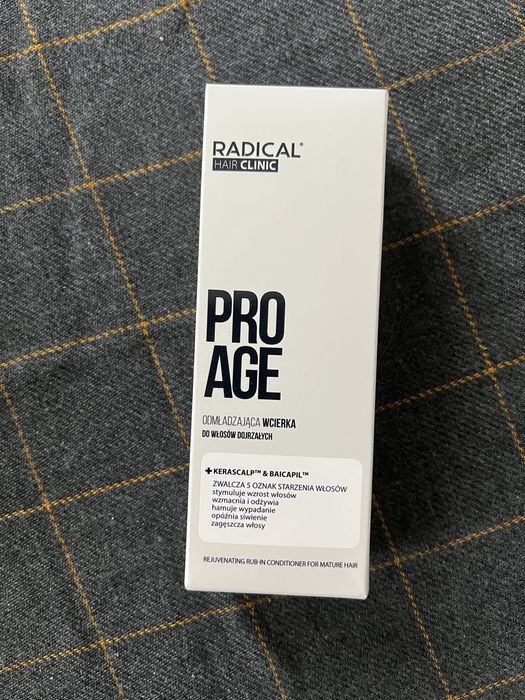 RADICAL®
HAIR CLINIC
PRO
AGE
ODMŁADZAJĄCA WCIERKA
DO WŁOSÓW DOJRZAŁYCH
+KERASCALP™ & BAICAPIL™
ZWALCZA 5 OZNAK STARZENIA WŁOSÓW
stymuluje wzrost włosów
wzmacnia i odżywia
hamuje wypadanie
opóźnia siwienie
zagęszcza włosy
REJUVENATING RUB-IN CONDITIONER FOR MATURE HAIR